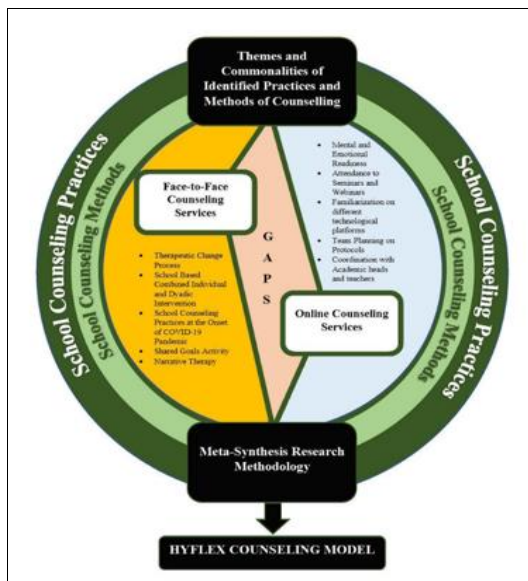 Themes and
Commonalities of
Identified Practices and
Methods of Counselling
School Counseling Practices
School Counseling Methods
Face-to-Face
Counseling
Services
• Therapeutic Change
Process
• School Based
Combined Individual
and Dyadic
Intervention
• School Counseling
Practices at the Onset
of COVID-19
Pandemic
• Shared Goals Activity
• Narrative Therapy
G
A
P
S
• Mental and
Emotional
Readiness
• Attendance to
Seminars and
Webinars
• Familiarization on
different
technological
platforms
• Team Planning on
Protocols
• Coordination with
Academic heads
and teachers
Online Counseling
Services
School Counseling Methods
School Counseling Practices
Meta-Synthesis Research
Methodology
HYFLEX COUNSELING MODEL